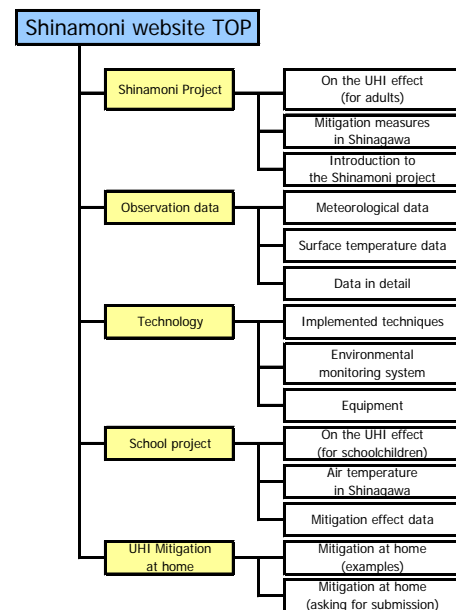 Shinamoni website TOP
Shinamoni Project
On the UHI effect
(for adults)
Mitigation measures
in Shinagawa
Introduction to
the Shinamoni project
Observation data
Meteorological data
Surface temperature data
Data in detail
Technology
Implemented techniques
Environmental
monitoring system
Equipment
School project
On the UHI effect
(for schoolchildren)
Air temperature
in Shinagawa
Mitigation effect data
UHI Mitigation
at home
Mitigation at home
(examples)
Mitigation at home
(asking for submission)